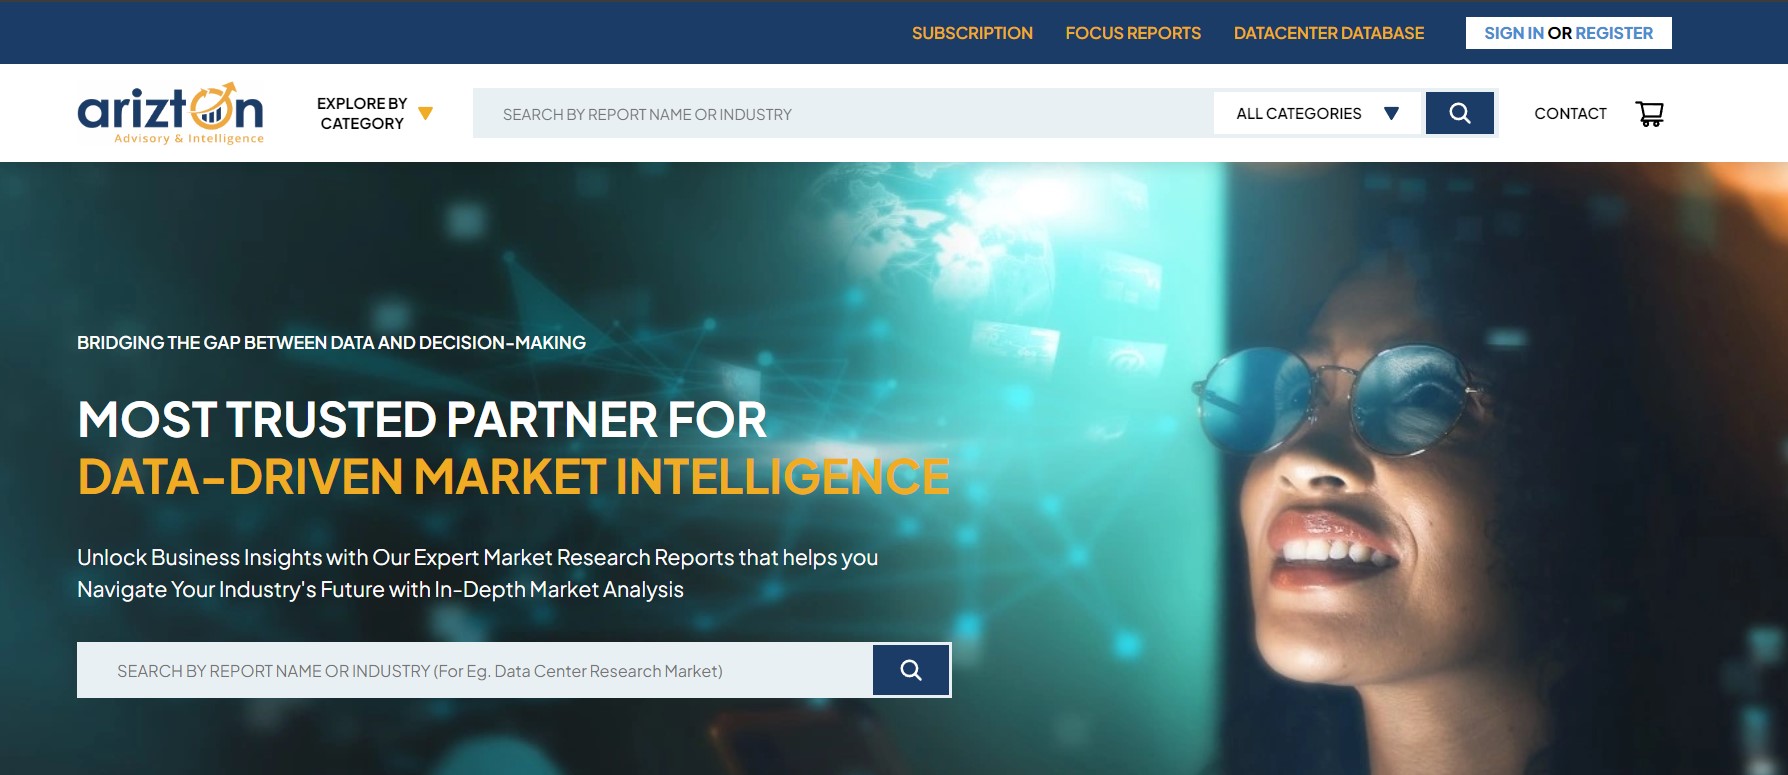 SUBSCRIPTION FOCUS REPORTS DATACENTER DATABASE SIGN IN OR REGISTER
arizton
Advisory & Intelligence
EXPLORE BY
CATEGORY
SEARCH BY REPORT NAME OR INDUSTRY
ALL CATEGORIES
CONTACT
BRIDGING THE GAP BETWEEN DATA AND DECISION-MAKING
MOST TRUSTED PARTNER FOR
DATA-DRIVEN MARKET INTELLIGENCE
Unlock Business Insights with Our Expert Market Research Reports that helps you
Navigate Your Industry's Future with In-Depth Market Analysis
SEARCH BY REPORT NAME OR INDUSTRY (For Eg. Data Center Research Market)